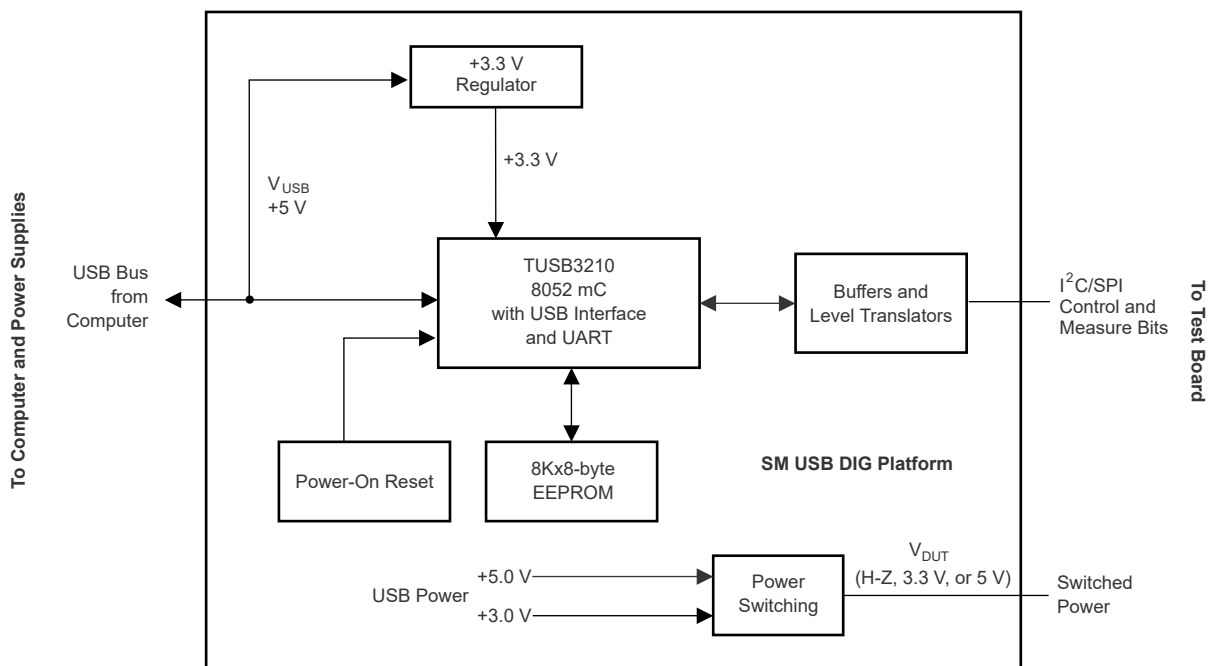 To Computer and Power Supplies
+3.3 V
Regulator
+3.3 V
V USB
+5 V
USB Bus
from
Computer
TUSB3210
8052 mC
with USB Interface
and UART
Buffers and
Level Translators
I²C/SPI
Control and
Measure Bits
To Test Board
Power-On Reset
8Kx8-byte
EEPROM
SM USB DIG Platform
USB Power
+5.0 V
+3.0 V
Power
Switching
V DUT
(H-Z, 3.3 V, or 5 V)
Switched
Power